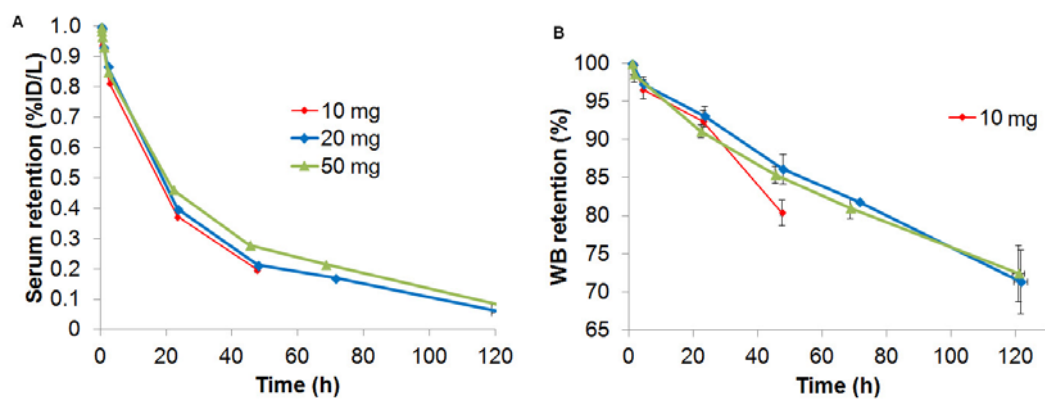 A
Serum retention (%ID/L)
1.0
0.9
0.8
0.7
0.6
0.5
0.4
0.3
0.2
0.1
0
0 20 40 60 80 100 120
Time (h)
10 mg
20 mg
50 mg
B
WB retention (%)
100
95
90
85
80
75
70
65
0 20 40 60 80 100 120
Time (h)
10 mg